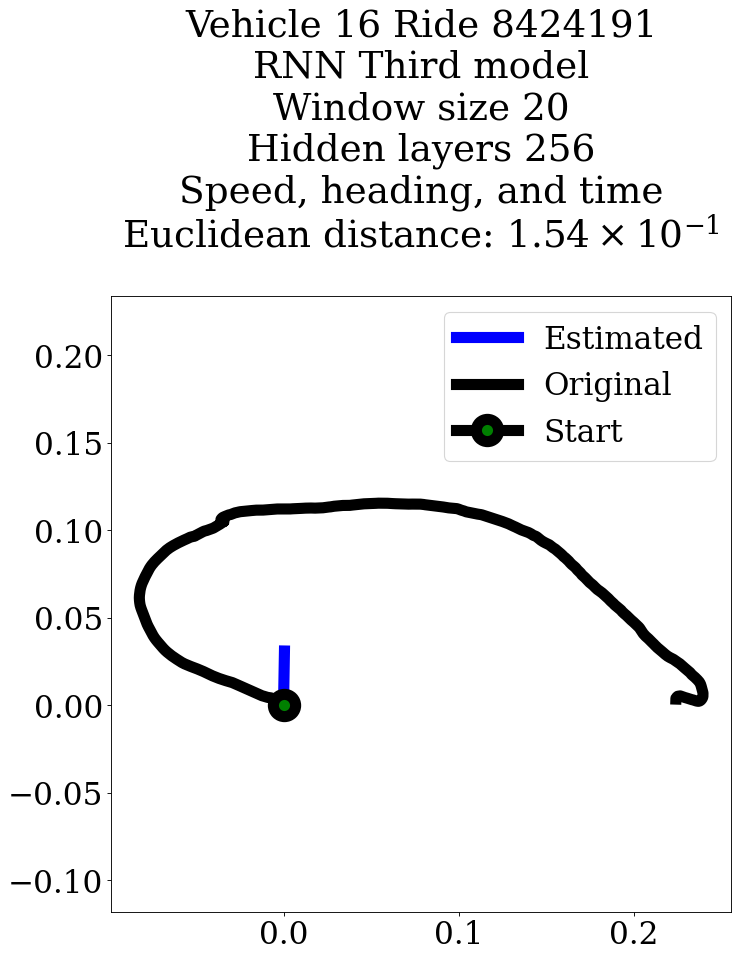 Vehicle 16 Ride 8424191
RNN Third model
Window size 20
Hidden layers 256
Speed, heading, and time
Euclidean distance: 1.54 × 10⁻¹
Estimated
Original
Start
0.20
0.15
0.10
0.05
0.00
−0.05
−0.10
0.0 0.1 0.2